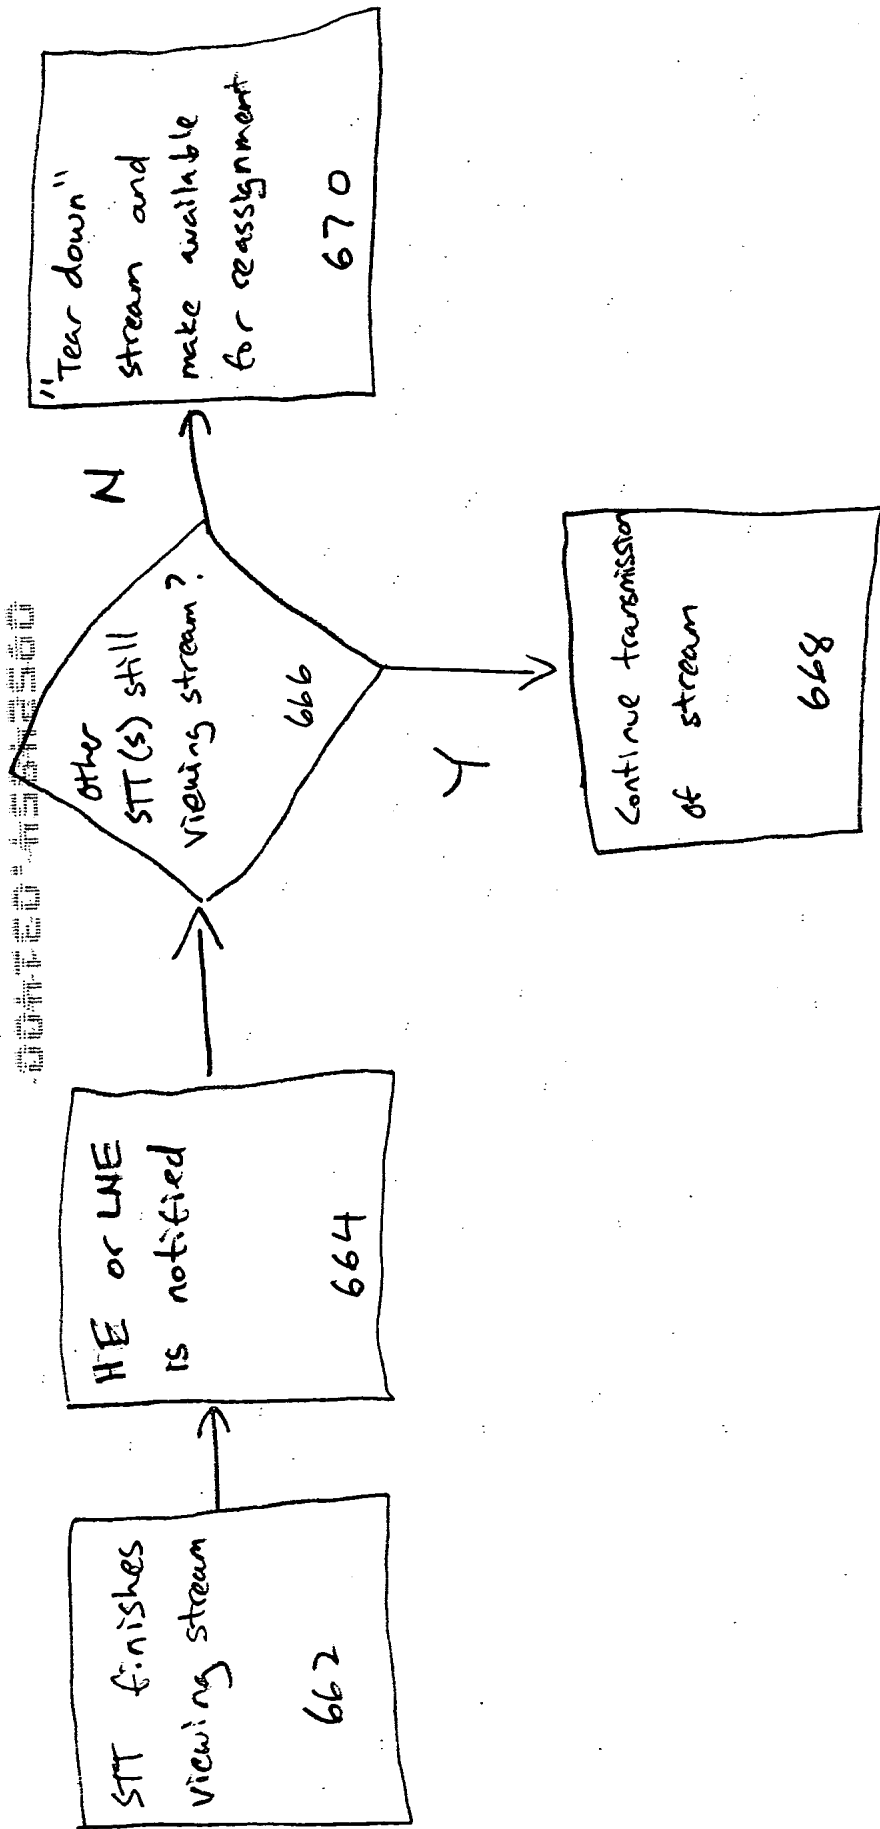 STT finishes
viewing stream
662
HE or LNE
is notified
664
other
STT(s) still
viewing stream?
666
N
"Tear down"
stream and
make available
for reassignment
670
Y
Continue transmission
of stream
668